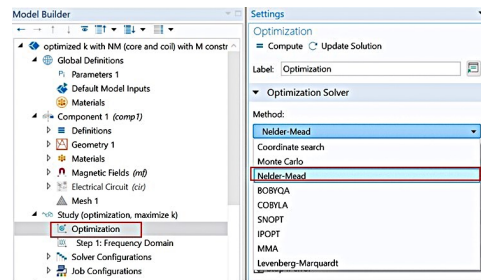 Model Builder
optimized k with NM (core and coil) with M constr
Global Definitions
Pi Parameters 1
Default Model Inputs
Materials
Component 1 (comp1)
Definitions
Geometry 1
Materials
Magnetic Fields (mf)
Electrical Circuit (cir)
Mesh 1
Study (optimization, maximize k)
Optimization
Step 1: Frequency Domain
Solver Configurations
Job Configurations
Settings
Optimization
= Compute Update Solution
Label: Optimization
Optimization Solver
Method:
Nelder-Mead
Coordinate search
Monte Carlo
Nelder-Mead
BOBYQA
COBYLA
SNOPT
IPOPT
MMA
Levenberg-Marquardt